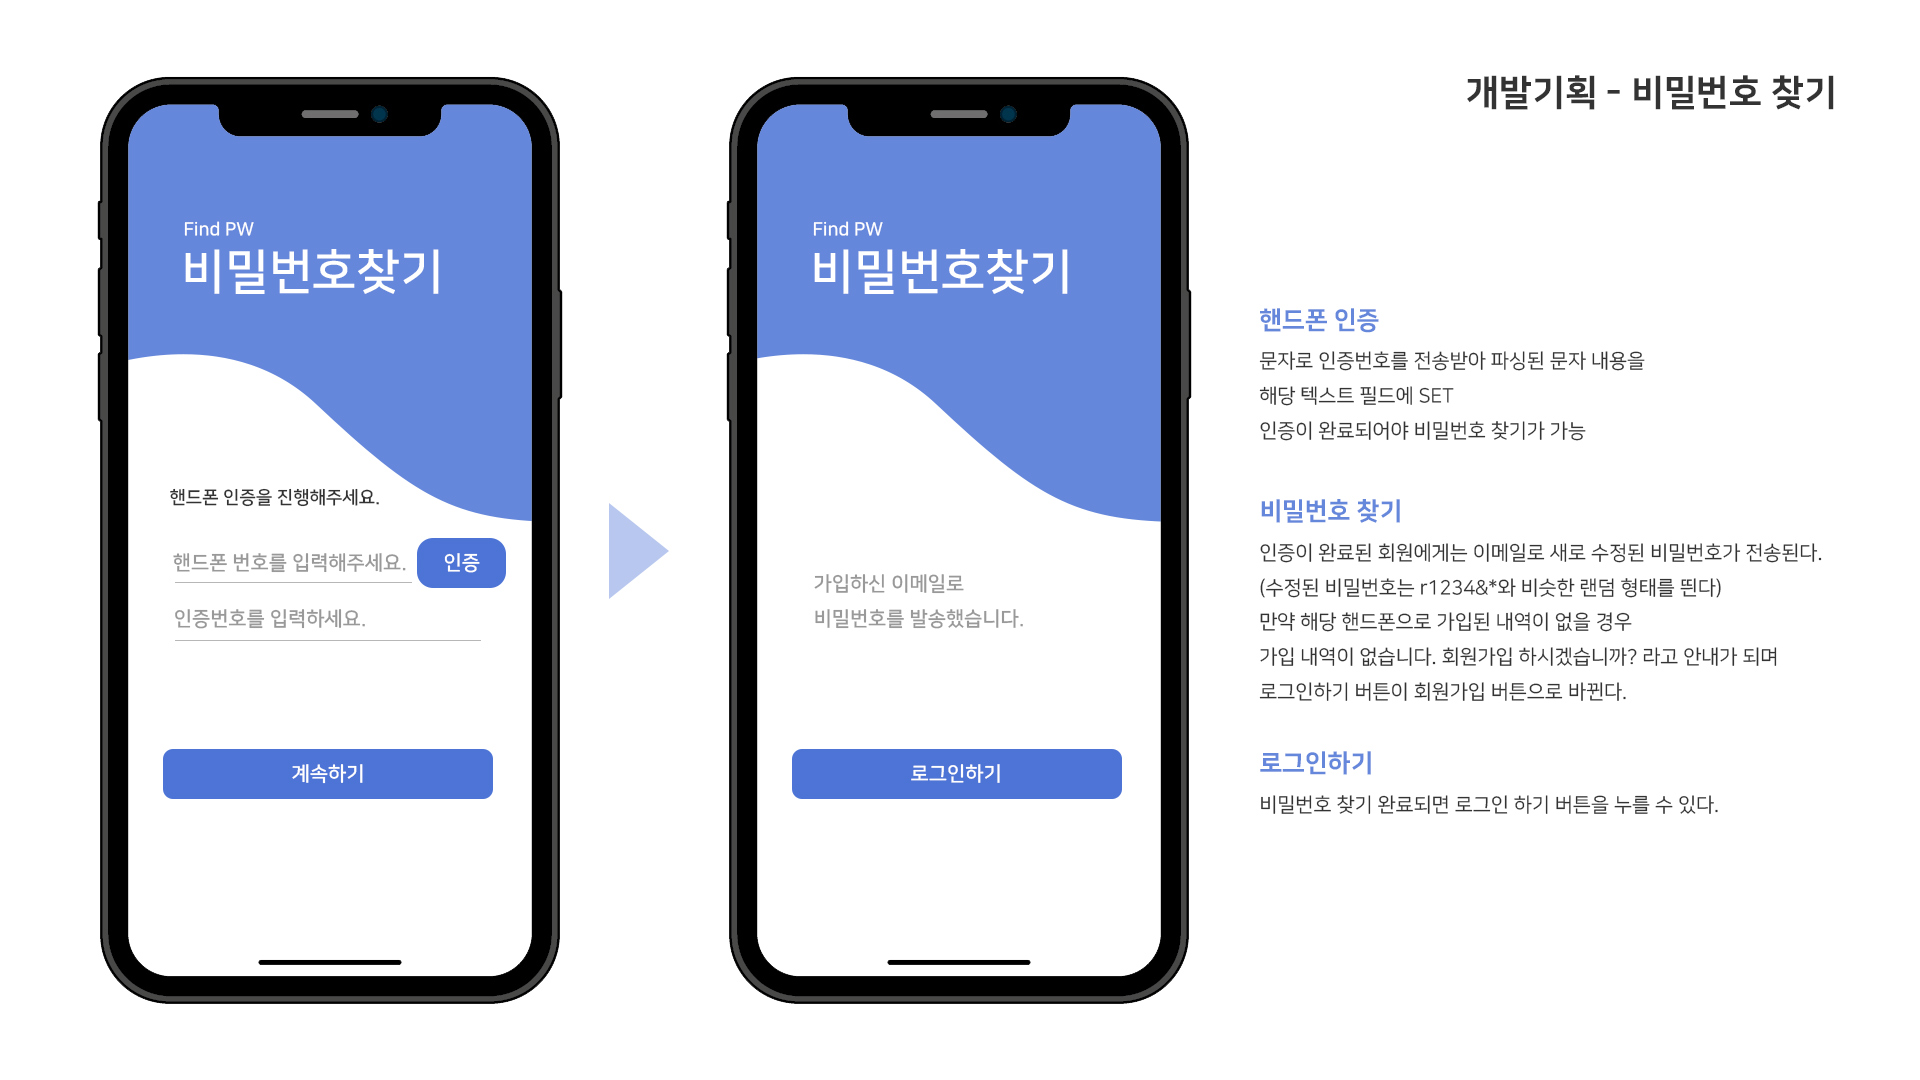 개발기획 - 비밀번호 찾기
Find PW
비밀번호찾기
핸드폰 인증을 진행해주세요.
핸드폰 번호를 입력해주세요.
인증
인증번호를 입력하세요.
계속하기
Find PW
비밀번호찾기
가입하신 이메일로
비밀번호를 발송했습니다.
로그인하기
핸드폰 인증
문자로 인증번호를 전송받아 파싱된 문자 내용을
해당 텍스트 필드에 SET
인증이 완료되어야 비밀번호 찾기가 가능
비밀번호 찾기
인증이 완료된 회원에게는 이메일로 새로 수정된 비밀번호가 전송된다.
(수정된 비밀번호는 r1234&*와 비슷한 랜덤 형태를 띈다)
만약 해당 핸드폰으로 가입된 내역이 없을 경우
가입 내역이 없습니다. 회원가입 하시겠습니까? 라고 안내가 되며
로그인하기 버튼이 회원가입 버튼으로 바뀐다.
로그인하기
비밀번호 찾기 완료되면 로그인 하기 버튼을 누를 수 있다.